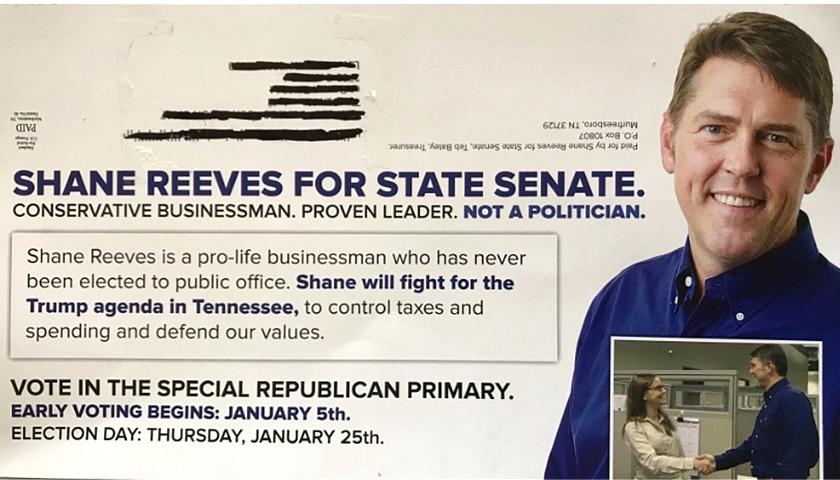 SHANE REEVES FOR STATE SENATE.
CONSERVATIVE BUSINESSMAN. PROVEN LEADER. NOT A POLITICIAN.
Shane Reeves is a pro-life businessman who has never
been elected to public office. Shane will fight for the
Trump agenda in Tennessee, to control taxes and
spending and defend our values.
VOTE IN THE SPECIAL REPUBLICAN PRIMARY.
EARLY VOTING BEGINS: JANUARY 5th.
ELECTION DAY: THURSDAY, JANUARY 25th.
Paid for by Shane Reeves for State Senate, Teb Batey, Treasurer.
P.O. Box 10807
Murfreesboro, TN 37129
U.S. Postage
PAID